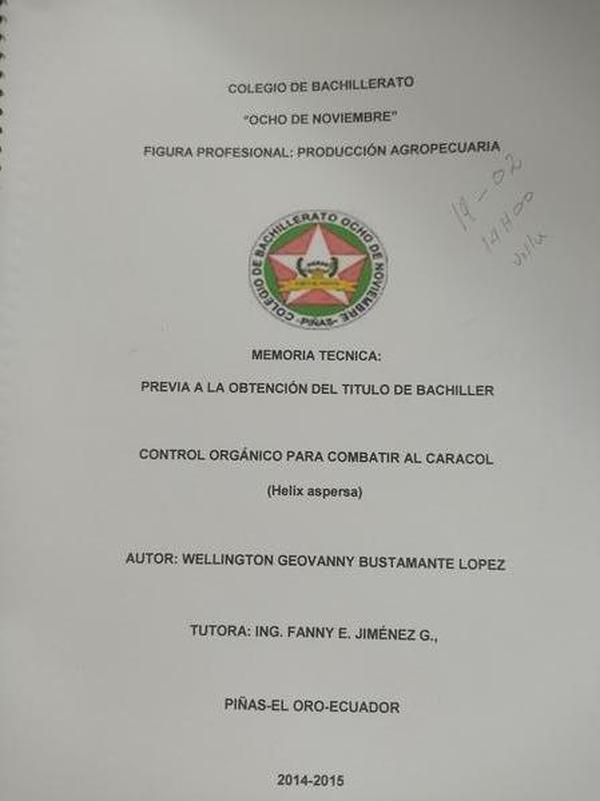 COLEGIO DE BACHILLERATO
"OCHO DE NOVIEMBRE"
FIGURA PROFESIONAL: PRODUCCIÓN AGROPECUARIA
19-02
14H00
COLEGIO DE BACHILLERATO OCHO DE NOVIEMBRE
-PIÑAS-
MEMORIA TECNICA:
PREVIA A LA OBTENCIÓN DEL TITULO DE BACHILLER
CONTROL ORGÁNICO PARA COMBATIR AL CARACOL
(Helix aspersa)
AUTOR: WELLINGTON GEOVANNY BUSTAMANTE LOPEZ
TUTORA: ING. FANNY E. JIMÉNEZ G.,
PIÑAS-EL ORO-ECUADOR
2014-2015